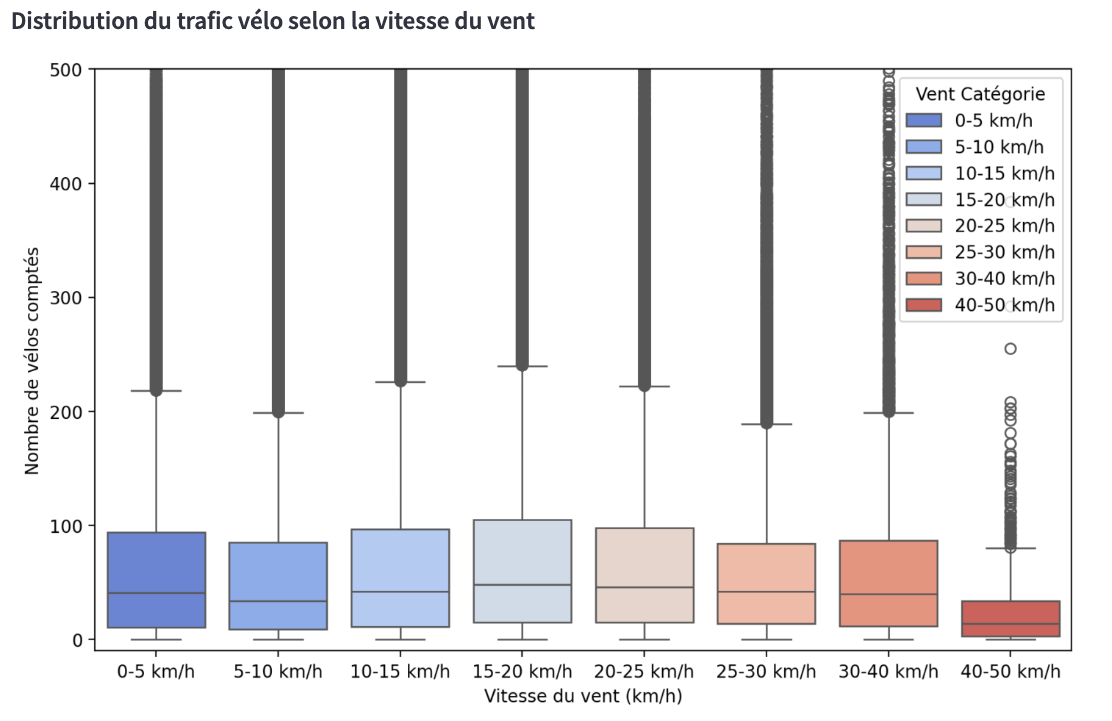 Distribution du trafic vélo selon la vitesse du vent
500
400
300
200
100
0
Nombre de vélos comptés
Vent Catégorie
0-5 km/h
5-10 km/h
10-15 km/h
15-20 km/h
20-25 km/h
25-30 km/h
30-40 km/h
40-50 km/h
0-5 km/h 5-10 km/h 10-15 km/h 15-20 km/h 20-25 km/h 25-30 km/h 30-40 km/h 40-50 km/h
Vitesse du vent (km/h)